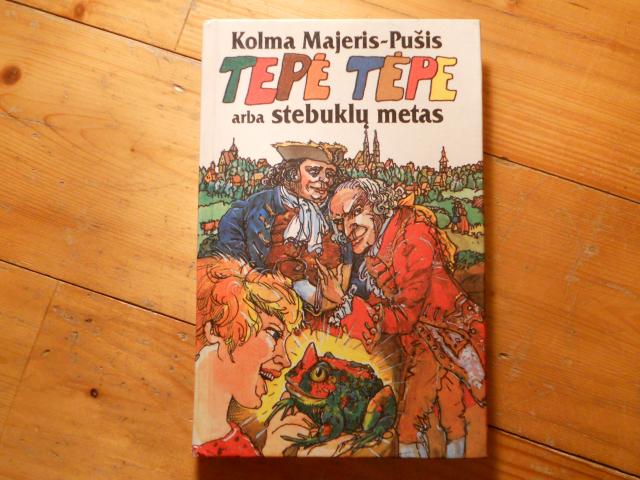 Kolma Majeris-Pušis
TEPĖ TĖPE
arba stebuklų metas